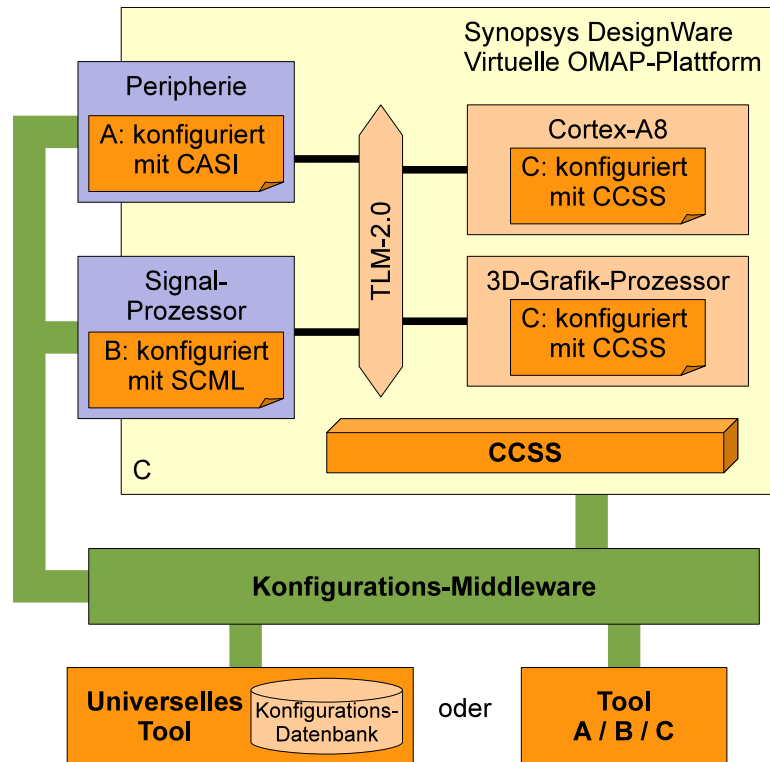 Synopsys DesignWare
Virtuelle OMAP-Plattform
Peripherie
A: konfiguriert
mit CASI
Cortex-A8
C: konfiguriert
mit CCSS
TLM-2.0
Signal-
Prozessor
B: konfiguriert
mit SCML
3D-Grafik-Prozessor
C: konfiguriert
mit CCSS
CCSS
C
Konfigurations-Middleware
Universelles
Tool
Konfigurations-
Datenbank
oder
Tool
A / B / C